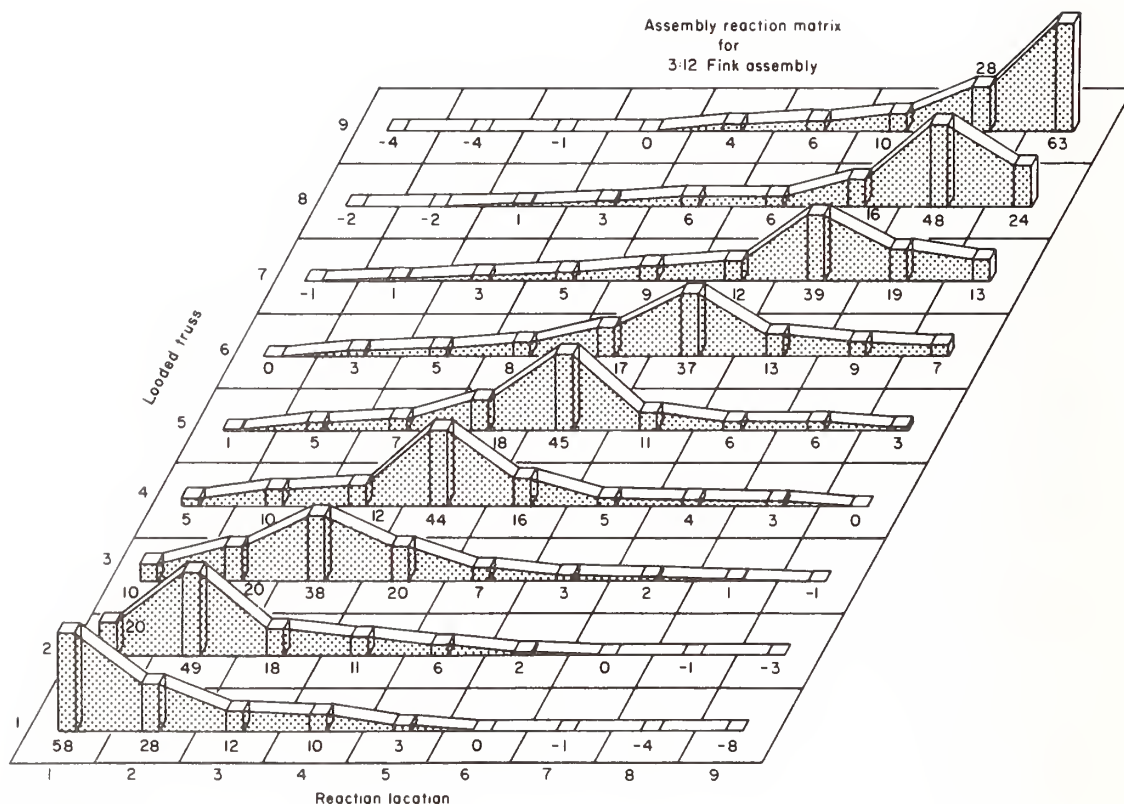 Assembly reaction matrix
for
3:12 Fink assembly
28
9
-4 -4 -1 0 4 6 10 63
8
-2 -2 1 3 6 6 16 48 24
7
-1 1 3 5 9 12 39 19 13
6
0 3 5 8 17 37 13 9 7
Looded truss
5
1 5 7 18 45 11 6 6 3
4
5 10 12 44 16 5 4 3 0
3
10 20 38 20 7 3 2 1 -1
2
20 49 18 11 6 2 0 -1 -3
1
58 28 12 10 3 0 -1 -4 -8
1 2 3 4 5 6 7 8 9
Reaction location